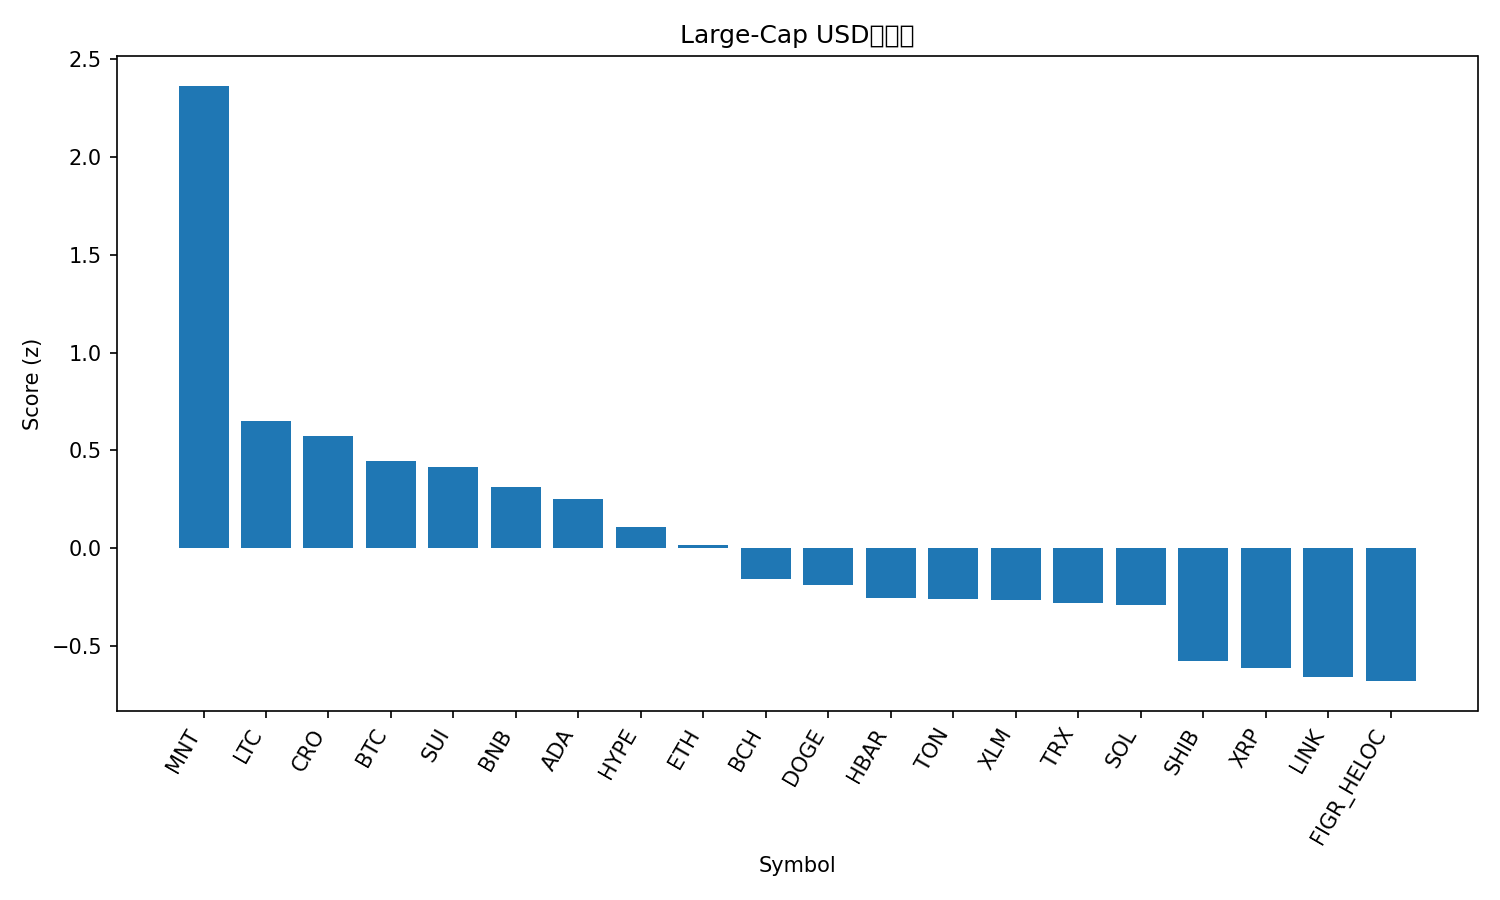 Large-Cap USD
Score (z)
2.5
2.0
1.5
1.0
0.5
0.0
−0.5
MNT
LTC
CRO
BTC
SUI
BNB
ADA
HYPE
ETH
BCH
DOGE
HBAR
TON
XLM
TRX
SOL
SHIB
XRP
LINK
FIGR_HELOC
Symbol